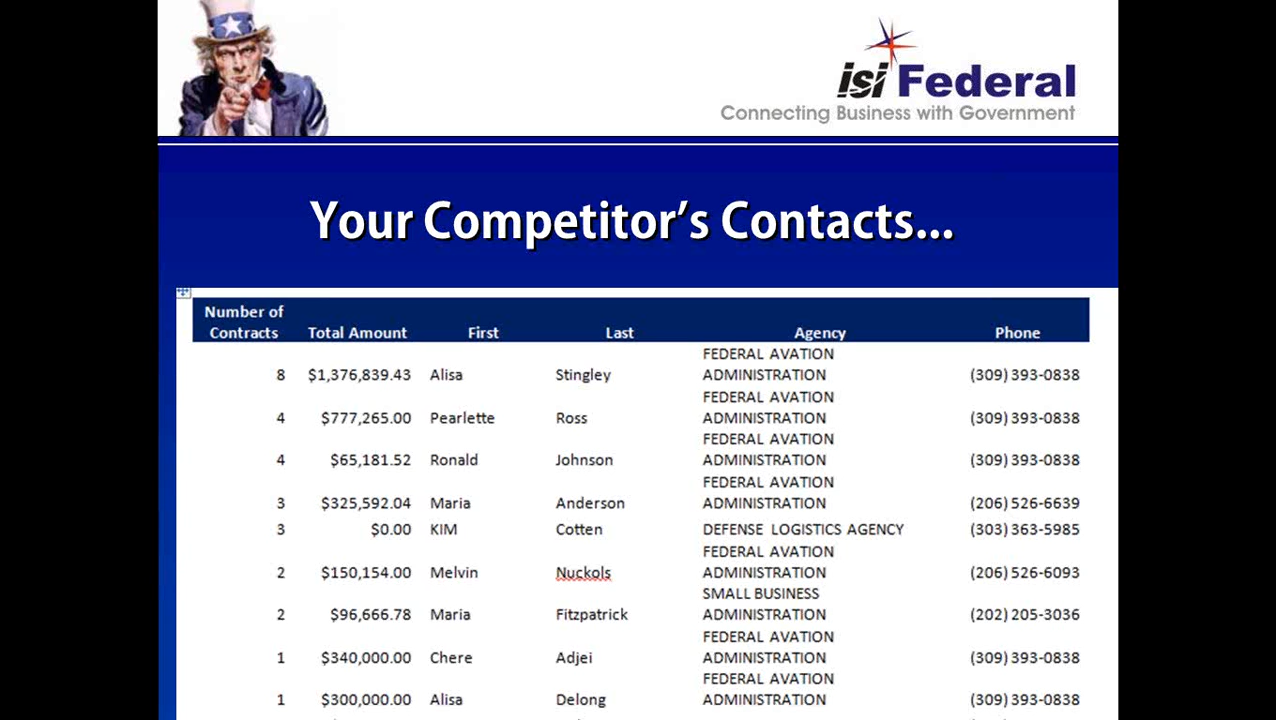 isi Federal
Connecting Business with Government
Your Competitor's Contacts...
Number of Contracts Total Amount First Last Agency Phone
8 $1,376,839.43 Alisa Stingley FEDERAL AVATION ADMINISTRATION (309) 393-0838
4 $777,265.00 Pearlette Ross FEDERAL AVATION ADMINISTRATION (309) 393-0838
4 $65,181.52 Ronald Johnson FEDERAL AVATION ADMINISTRATION (309) 393-0838
3 $325,592.04 Maria Anderson FEDERAL AVATION ADMINISTRATION (206) 526-6639
3 $0.00 KIM Cotten DEFENSE LOGISTICS AGENCY (303) 363-5985
2 $150,154.00 Melvin Nuckols FEDERAL AVATION ADMINISTRATION (206) 526-6093
2 $96,666.78 Maria Fitzpatrick SMALL BUSINESS ADMINISTRATION (202) 205-3036
1 $340,000.00 Chere Adjei FEDERAL AVATION ADMINISTRATION (309) 393-0838
1 $300,000.00 Alisa Delong FEDERAL AVATION ADMINISTRATION (309) 393-0838